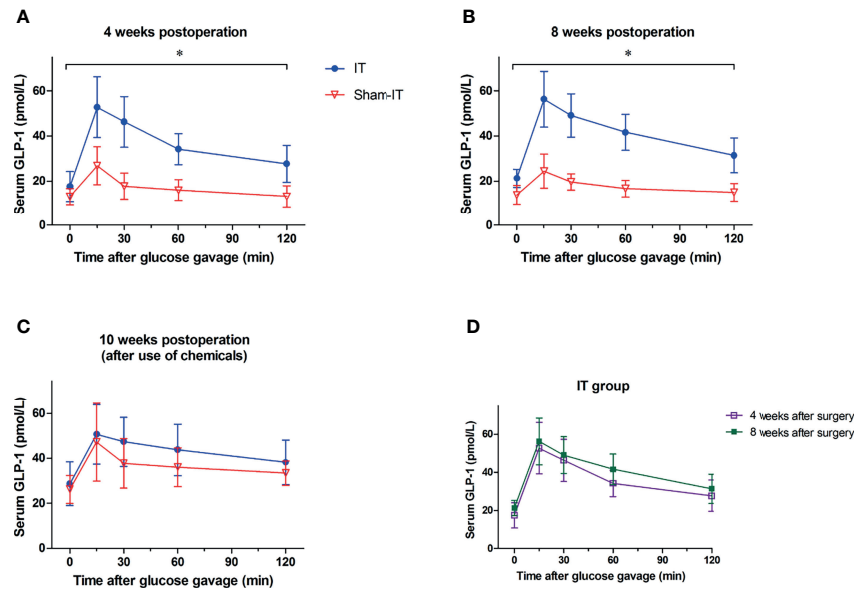 A
4 weeks postoperation
*
Serum GLP-1 (pmol/L)
60
40
20
0
0 30 60 90 120
Time after glucose gavage (min)
IT
Sham-IT
B
8 weeks postoperation
*
Serum GLP-1 (pmol/L)
60
40
20
0
0 30 60 90 120
Time after glucose gavage (min)
C
10 weeks postoperation
(after use of chemicals)
Serum GLP-1 (pmol/L)
60
40
20
0
0 30 60 90 120
Time after glucose gavage (min)
D
IT group
Serum GLP-1 (pmol/L)
60
40
20
0
0 30 60 90 120
Time after glucose gavage (min)
4 weeks after surgery
8 weeks after surgery